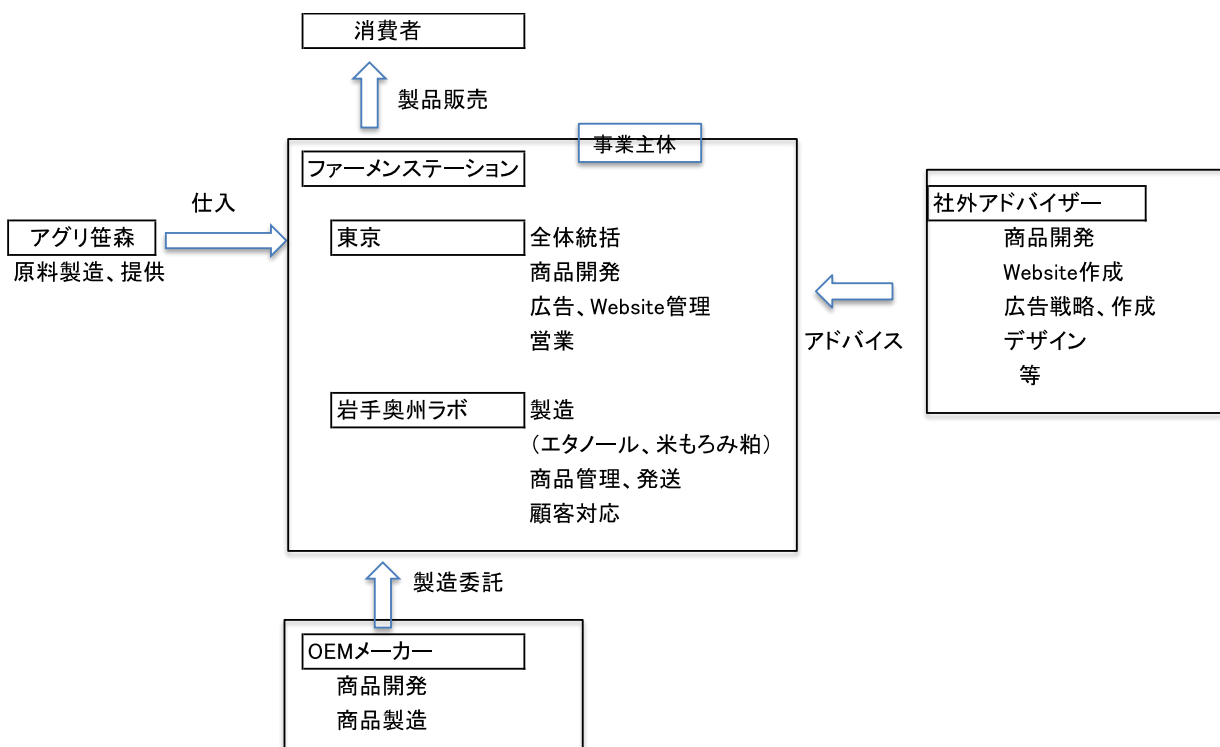 消費者
製品販売
事業主体
ファーメンステーション
仕入
アグリ笹森
原料製造、提供
東京
全体統括
商品開発
広告、Website管理
営業
岩手奥州ラボ
製造
（エタノール、米もろみ粕）
商品管理、発送
顧客対応
アドバイス
社外アドバイザー
商品開発
Website作成
広告戦略、作成
デザイン
等
製造委託
OEMメーカー
商品開発
商品製造